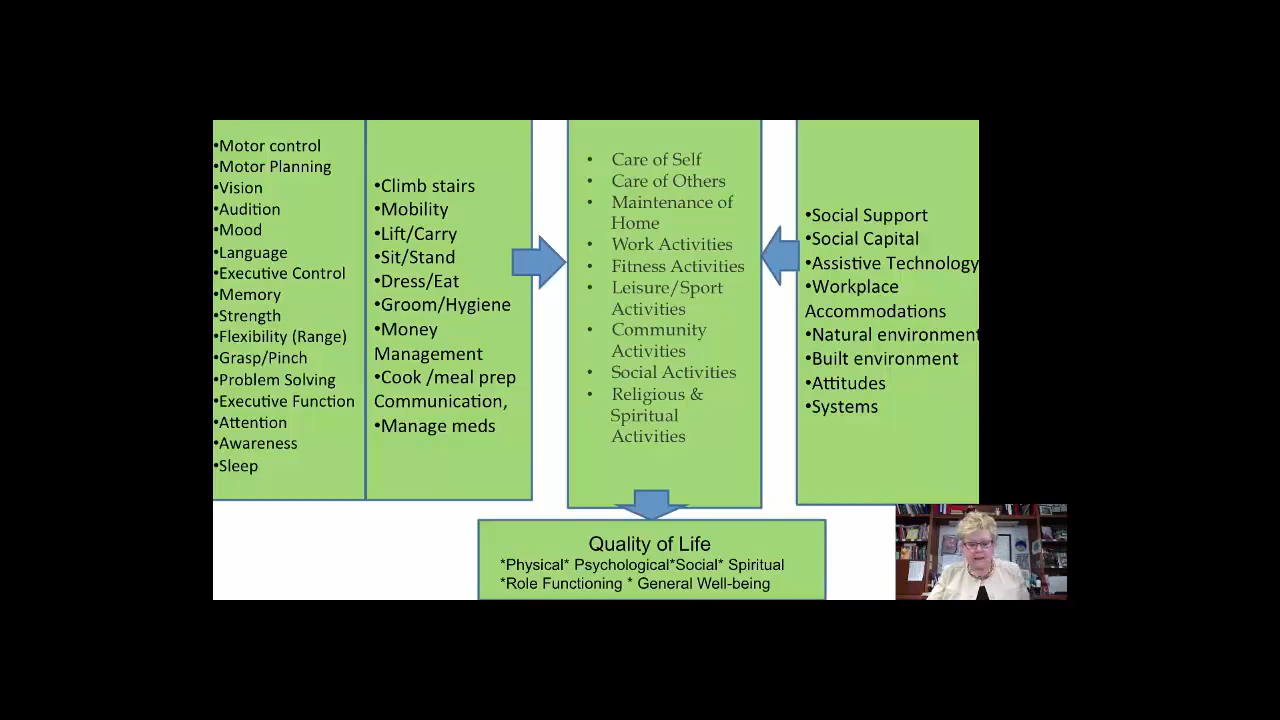 •Motor control
•Motor Planning
•Vision
•Audition
•Mood
•Language
•Executive Control
•Memory
•Strength
•Flexibility (Range)
•Grasp/Pinch
•Problem Solving
•Executive Function
•Attention
•Awareness
•Sleep
•Climb stairs
•Mobility
•Lift/Carry
•Sit/Stand
•Dress/Eat
•Groom/Hygiene
•Money
Management
•Cook /meal prep
Communication,
•Manage meds
• Care of Self
• Care of Others
• Maintenance of
Home
• Work Activities
• Fitness Activities
• Leisure/Sport
Activities
• Community
Activities
• Social Activities
• Religious &
Spiritual
Activities
•Social Support
•Social Capital
•Assistive Technology
•Workplace
Accommodations
•Natural environment
•Built environment
•Attitudes
•Systems
Quality of Life
*Physical* Psychological*Social* Spiritual
*Role Functioning * General Well-being